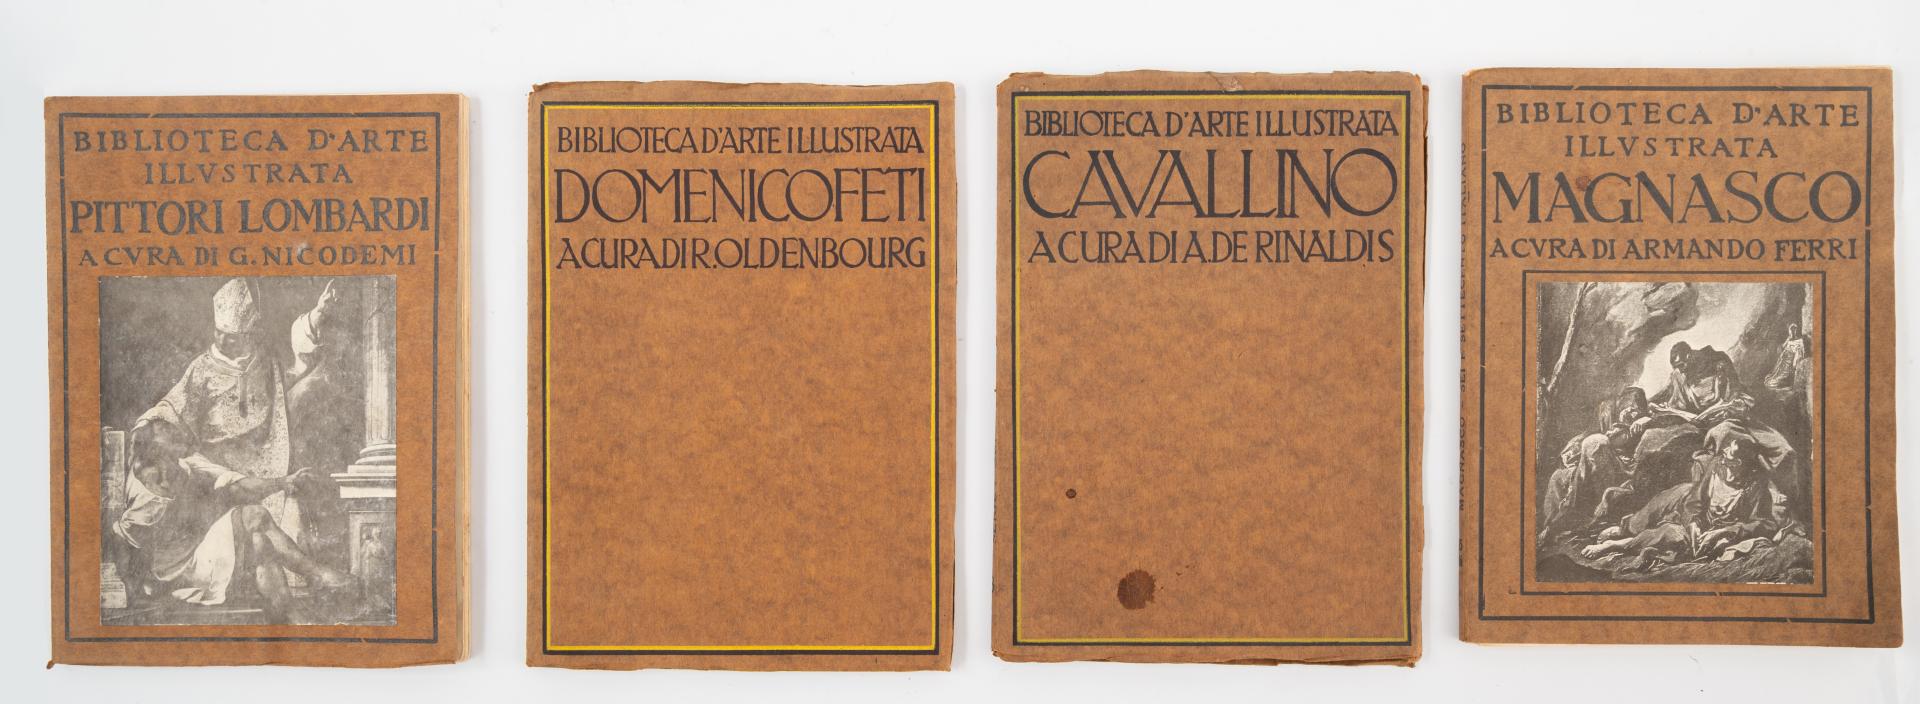 BIBLIOTECA D'ARTE
ILLVSTRATA
PITTORI LOMBARDI
A CVRA DI G. NICODEMI
BIBLIOTECA D'ARTE ILLUSTRATA
DOMENICO FETI
A CURA DI R. OLDENBOURG
BIBLIOTECA D'ARTE ILLUSTRATA
CAVALLINO
A CURA DI A. DE RINALDIS
BIBLIOTECA D'ARTE
ILLVSTRATA
MAGNASCO
A CVRA DI ARMANDO FERRI
MAGNASCO